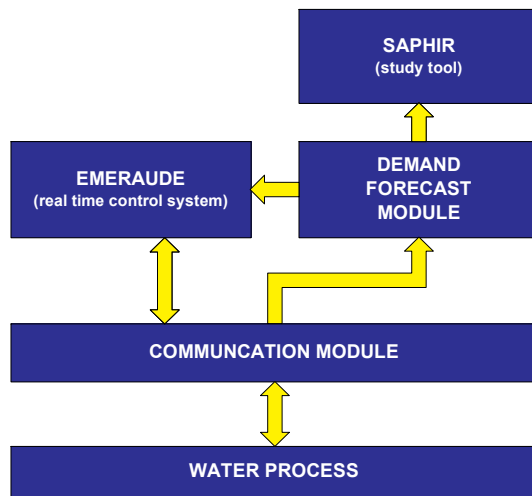 SAPHIR
(study tool)
EMERAUDE
(real time control system)
DEMAND
FORECAST
MODULE
COMMUNCATION MODULE
WATER PROCESS